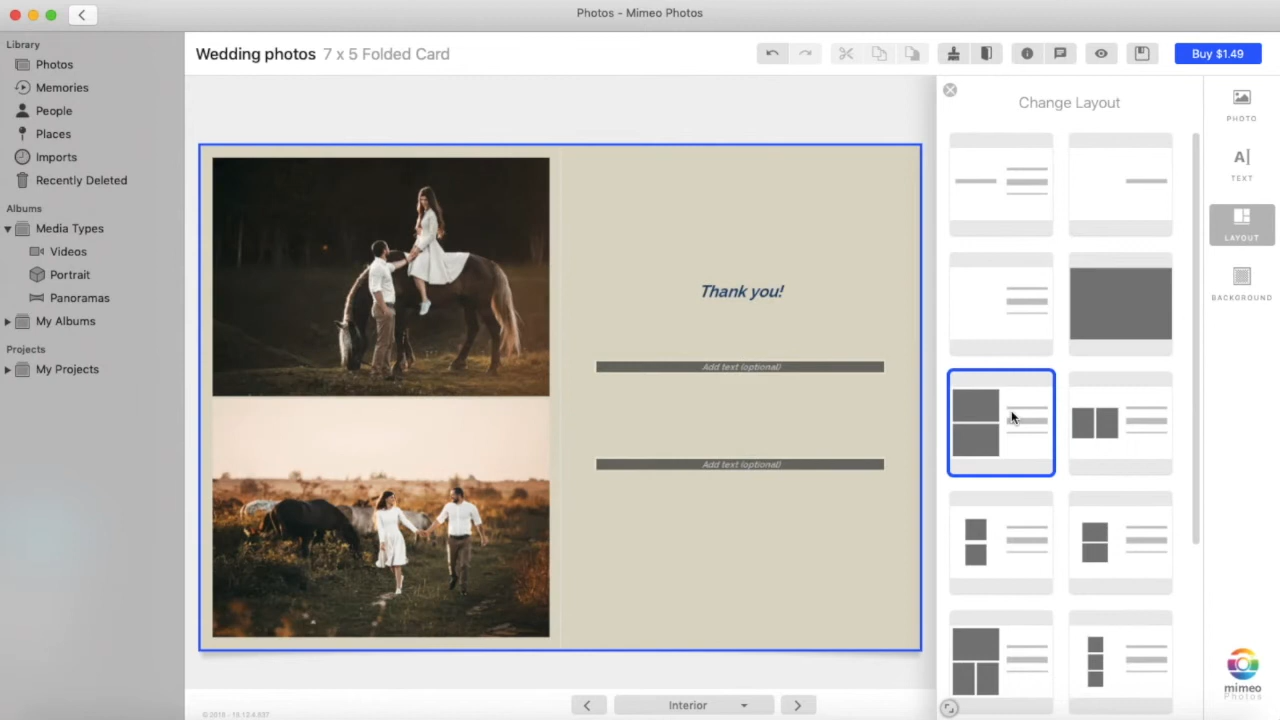 Photos - Mimeo Photos
Library
Photos
Memories
People
Places
Imports
Recently Deleted
Albums
Media Types
Videos
Portrait
Panoramas
My Albums
Projects
My Projects
Wedding photos 7 x 5 Folded Card
Buy $1.49
Thank you!
Add text (optional)
Add text (optional)
Interior
Change Layout
PHOTO
A
TEXT
LAYOUT
BACKGROUND
mimeo
Photos